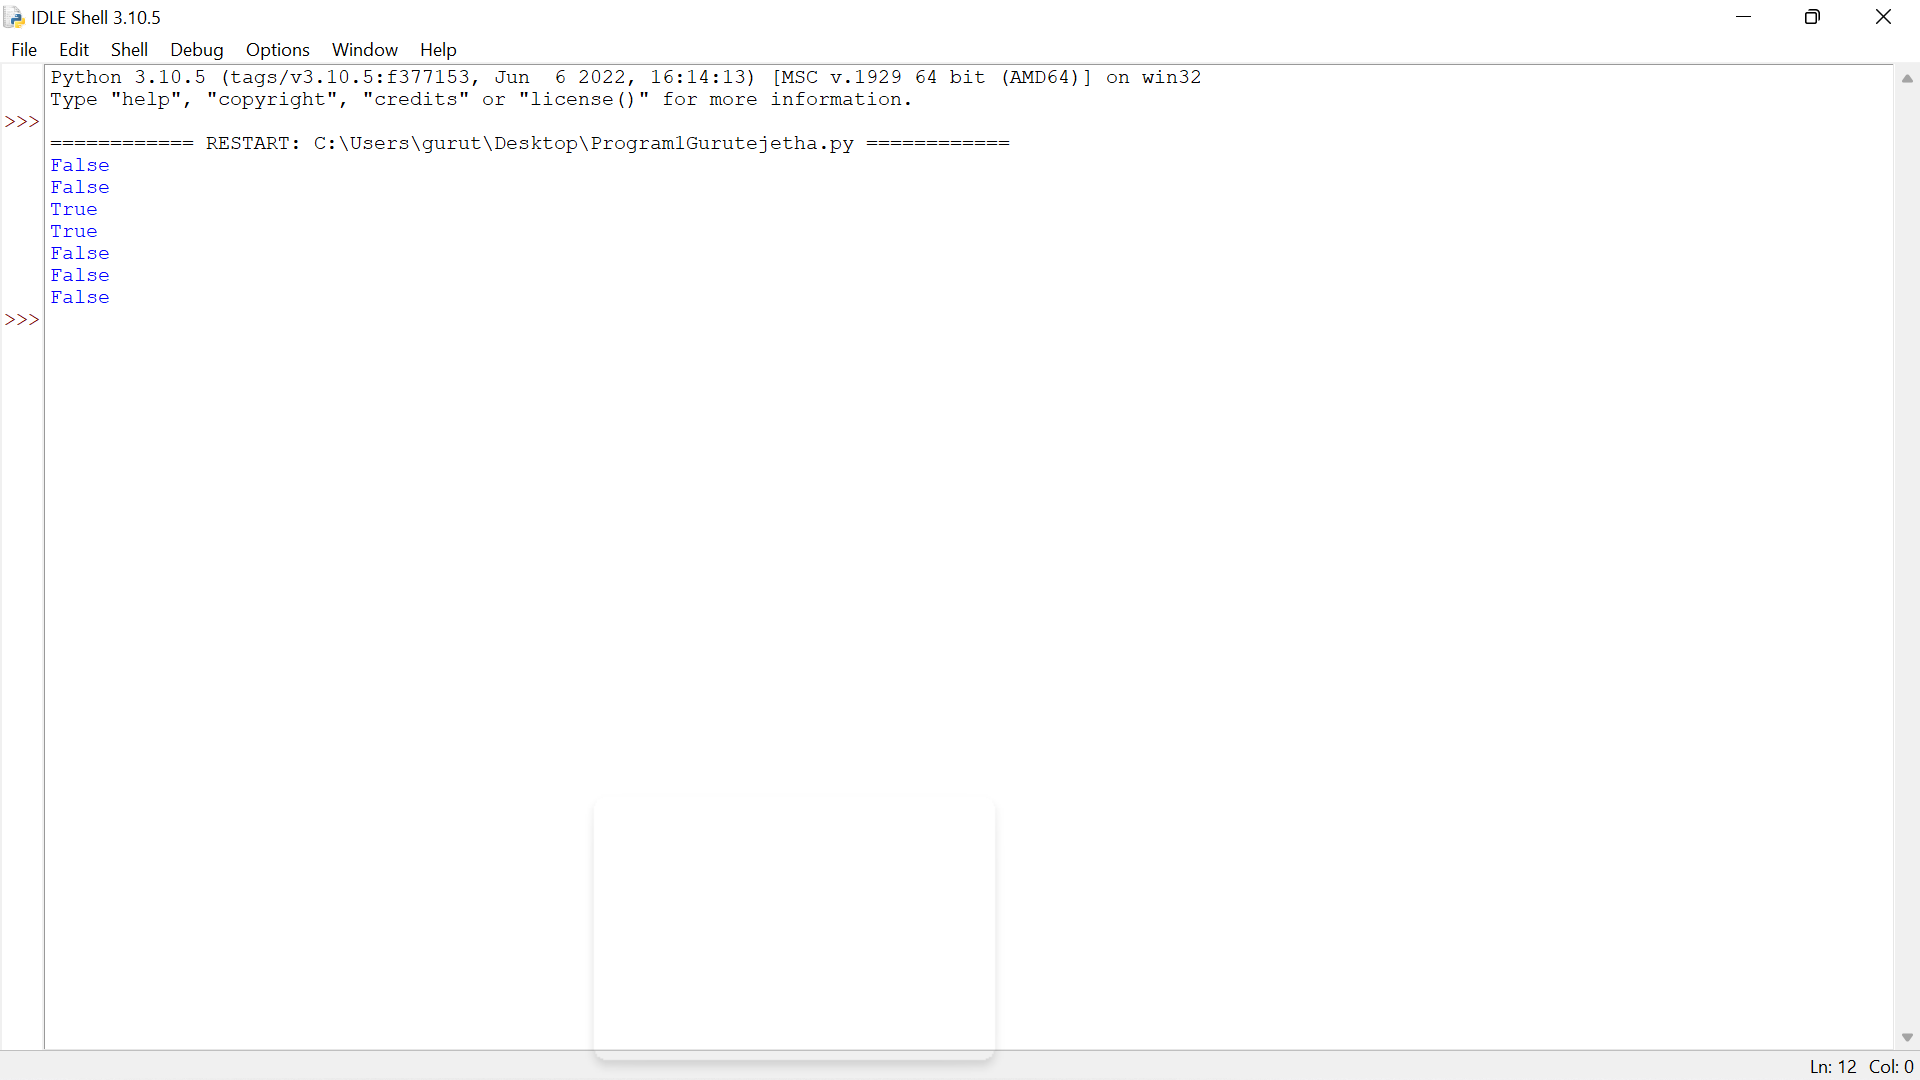 IDLE Shell 3.10.5
File Edit Shell Debug Options Window Help
Python 3.10.5 (tags/v3.10.5:f377153, Jun  6 2022, 16:14:13) [MSC v.1929 64 bit (AMD64)] on win32
Type "help", "copyright", "credits" or "license()" for more information.
>>>
============ RESTART: C:\Users\gurut\Desktop\Program1Gurutejetha.py ============
False
False
True
True
False
False
False
>>>
Ln: 12 Col: 0